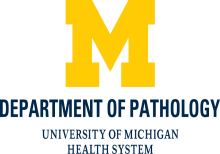 M
DEPARTMENT OF PATHOLOGY
UNIVERSITY OF MICHIGAN
HEALTH SYSTEM